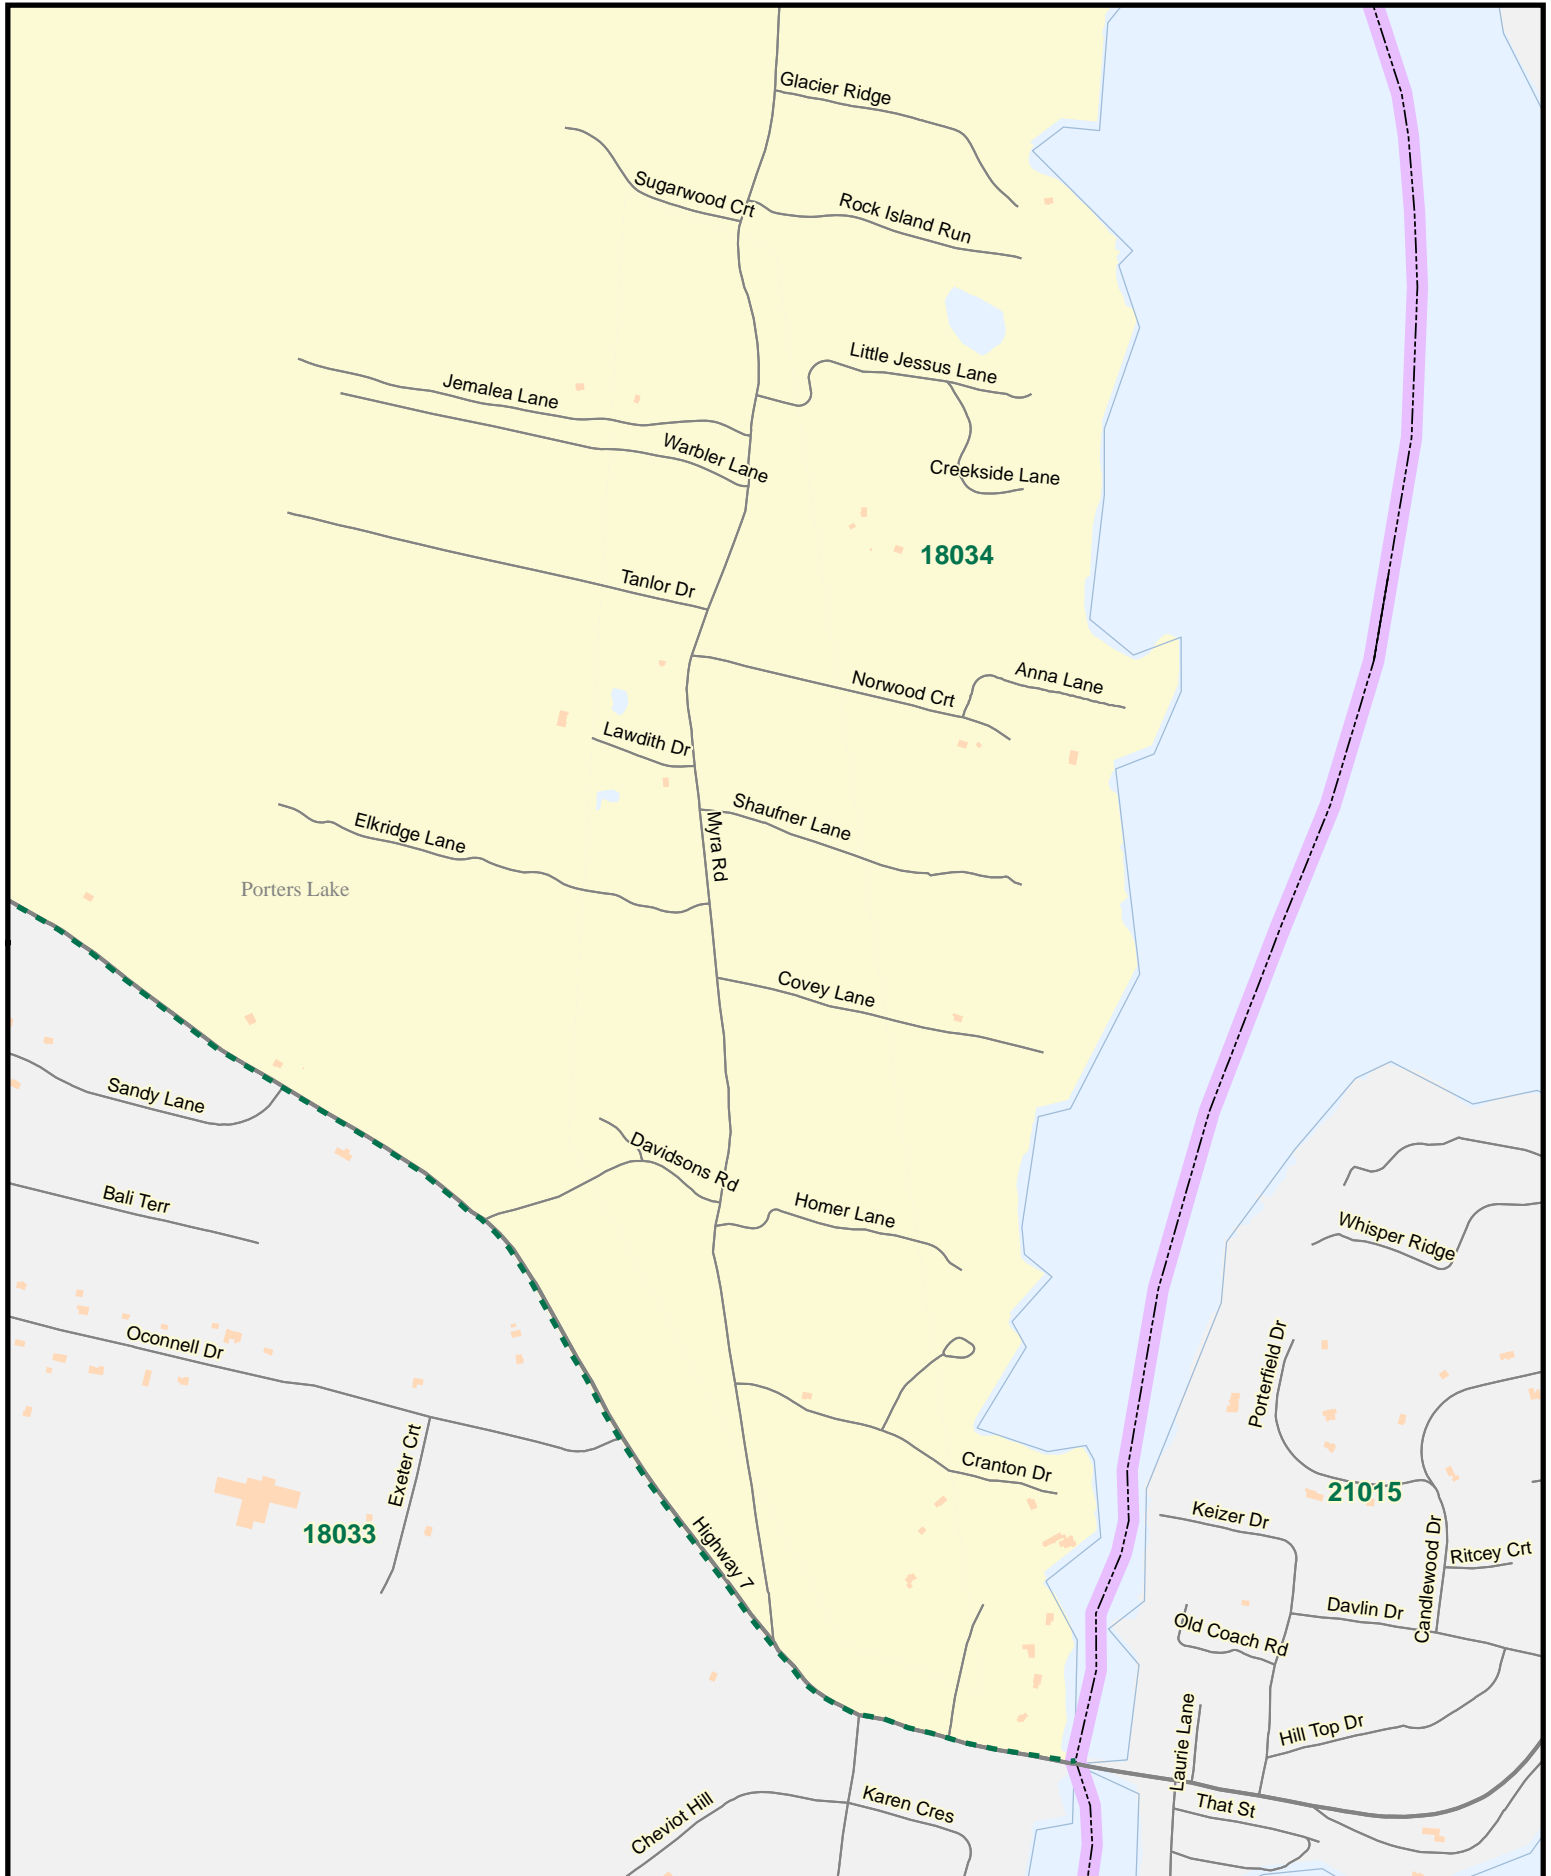 Glacier Ridge
Sugarwood Crt
Rock Island Run
Little Jessus Lane
Jemalea Lane
Warbler Lane
Creekside Lane
18034
Tanlor Dr
Anna Lane
Norwood Crt
Lawdith Dr
Shaufner Lane
Elkridge Lane
Myra Rd
Porters Lake
Covey Lane
Sandy Lane
Davidsons Rd
Bali Terr
Homer Lane
Whisper Ridge
Oconnell Dr
Porterfield Dr
Exeter Crt
Cranton Dr
21015
18033
Keizer Dr
Highway 7
Candlewood Dr
Ritcey Crt
Davlin Dr
Old Coach Rd
Laurie Lane
Hill Top Dr
Cheviot Hill
Karen Cres
That St